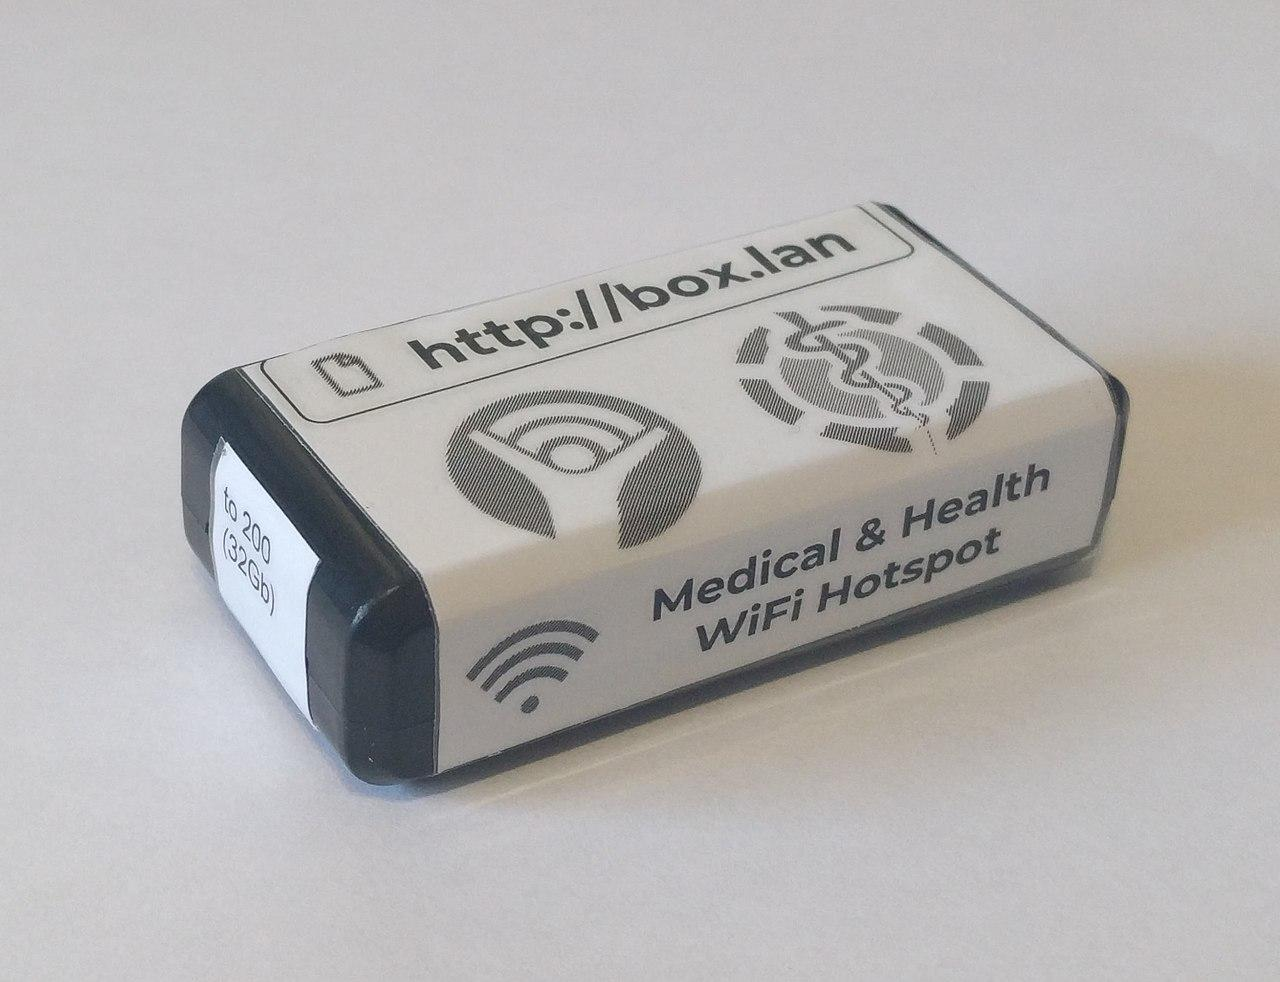 http://box.lan
Medical & Health
WiFi Hotspot
to 200
(32Gb)